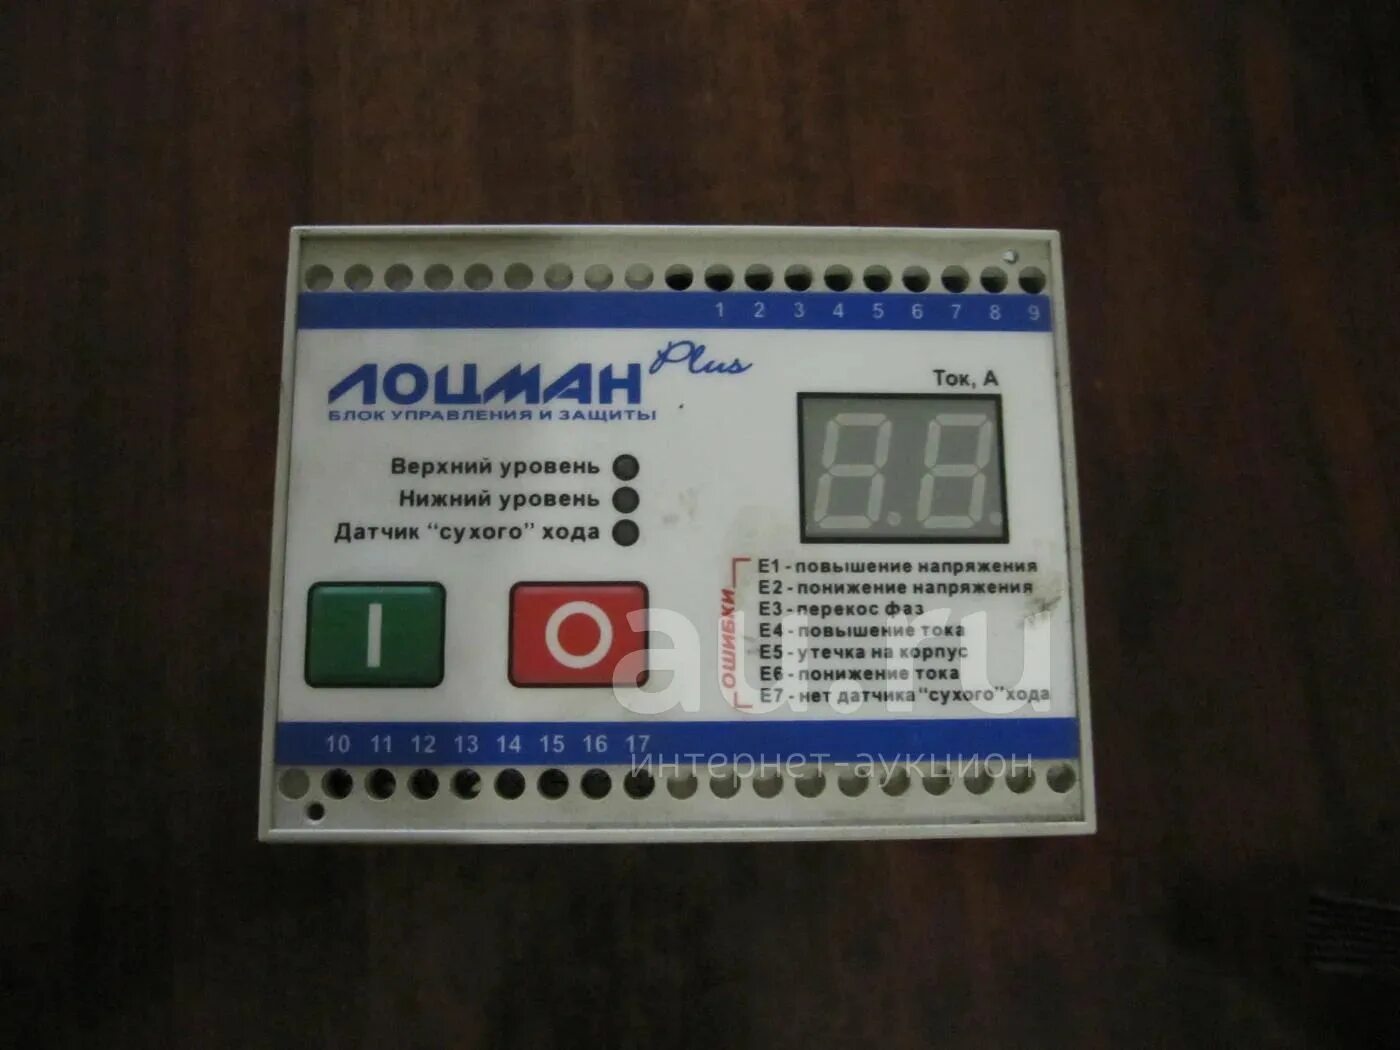 1 2 3 4 5 6 7 8 9
ЛОЦМАН Plus
БЛОК УПРАВЛЕНИЯ И ЗАЩИТЫ
Ток, А
8.8.
Верхний уровень
Нижний уровень
Датчик "сухого" хода
I O
ОШИБКИ
E1 - повышение напряжения
E2 - понижение напряжения
E3 - перекос фаз
E4 - повышение тока
E5 - утечка на корпус
E6 - понижение тока
E7 - нет датчика "сухого" хода
au.ru
интернет-аукцион
10 11 12 13 14 15 16 17